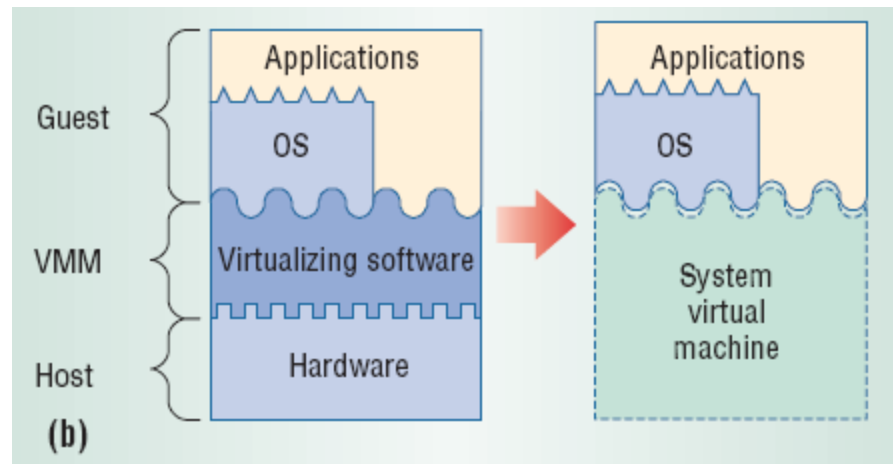 Guest
VMM
Host
(b)
Applications
OS
Virtualizing software
Hardware
Applications
OS
System
virtual
machine